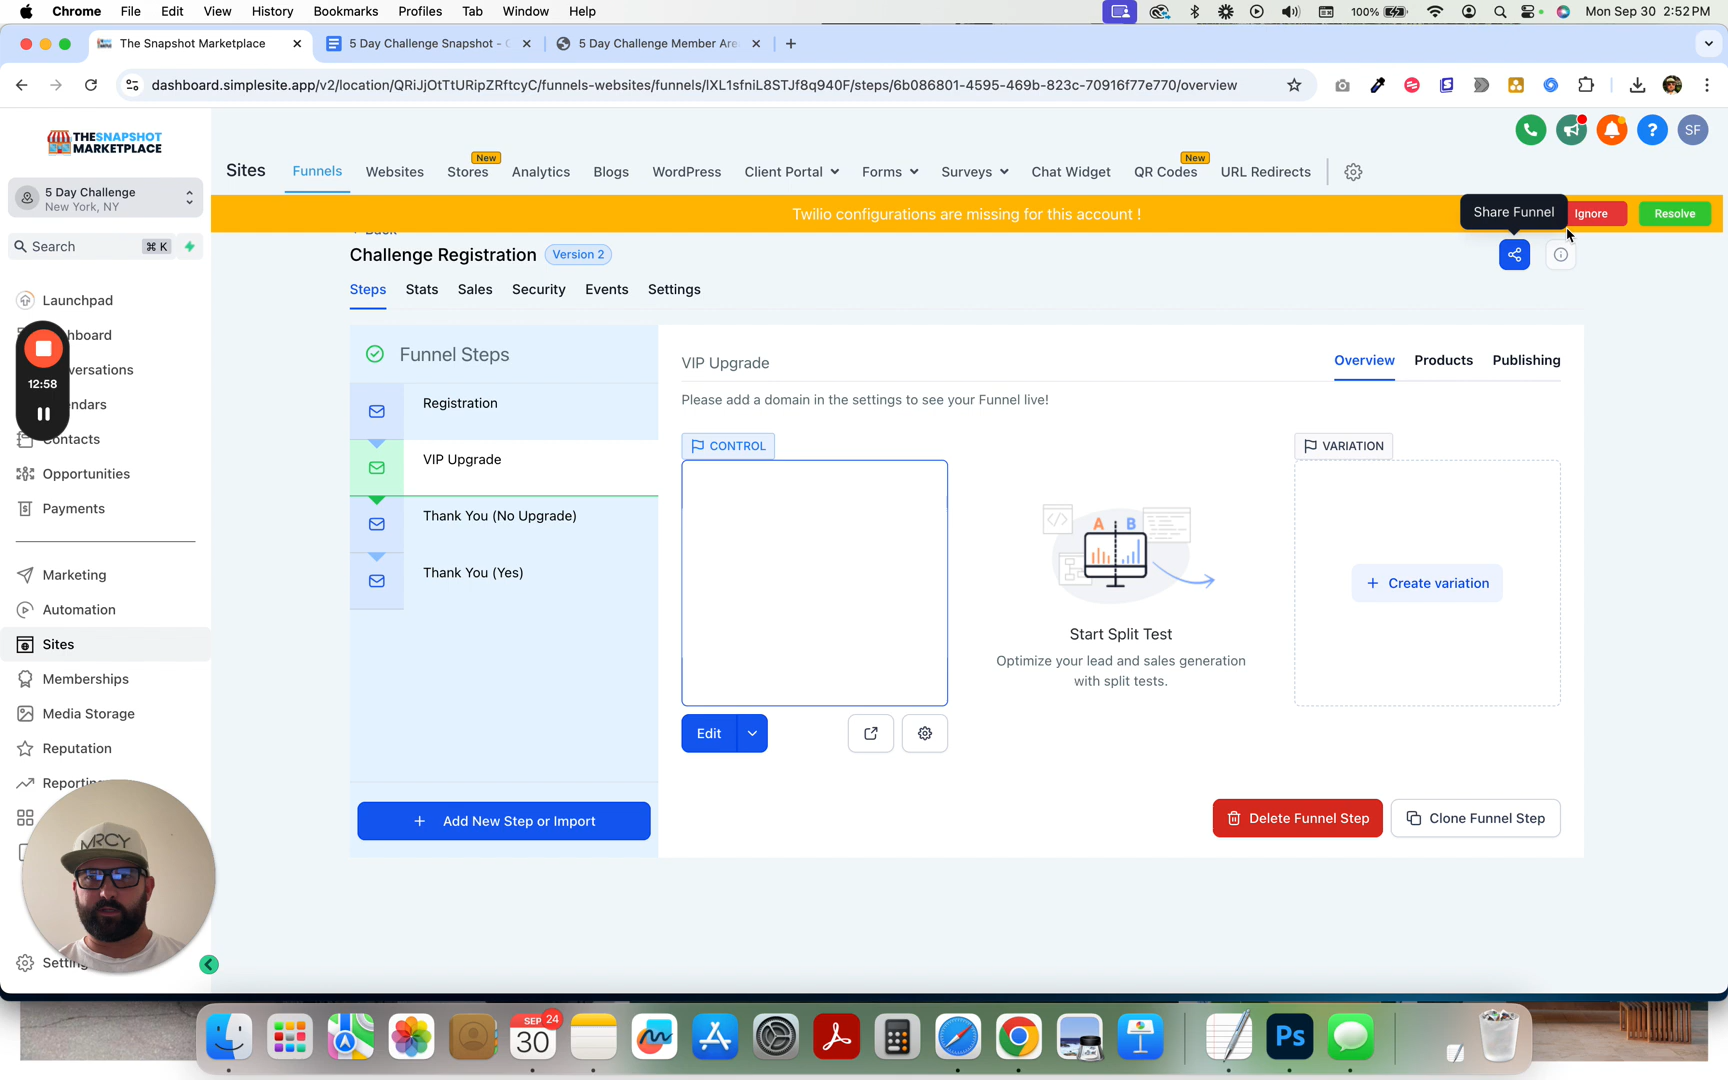 Chrome File Edit View History Bookmarks Profiles Tab Window Help 100% Mon Sep 30 2:52 PM
The Snapshot Marketplace 5 Day Challenge Snapshot - 5 Day Challenge Member Are
dashboard.simplesite.app/v2/location/QRiJjOtTtURipZRftcyC/funnels-websites/funnels/lXL1sfniL8STJf8q940F/steps/6b086801-4595-469b-823c-70916f77e770/overview
THESNAPSHOT
MARKETPLACE
SF
New New
Sites Funnels Websites Stores Analytics Blogs WordPress Client Portal Forms Surveys Chat Widget QR Codes URL Redirects
5 Day Challenge
New York, NY
Twilio configurations are missing for this account !
Share Funnel
Ignore
Resolve
Search ⌘ K
Challenge Registration Version 2
Steps Stats Sales Security Events Settings
Launchpad
hboard
versations
endars
Contacts
Opportunities
Payments
Marketing
Automation
Sites
Memberships
Media Storage
Reputation
Reporting
12:58
Funnel Steps
Registration
VIP Upgrade
Thank You (No Upgrade)
Thank You (Yes)
+ Add New Step or Import
VIP Upgrade
Overview Products Publishing
Please add a domain in the settings to see your Funnel live!
CONTROL
VARIATION
A B
Start Split Test
Optimize your lead and sales generation
with split tests.
+ Create variation
Edit
Delete Funnel Step
Clone Funnel Step
MRCY
SEP 24
30
Ps